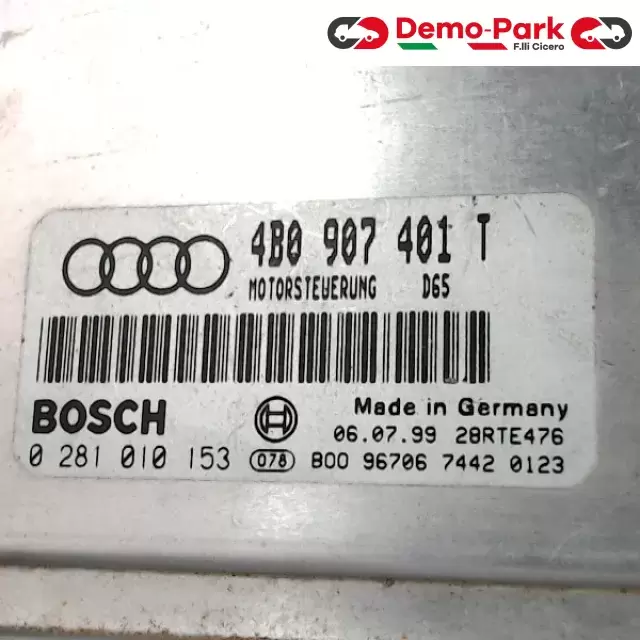 Demo-Park
F.lli Cicero
4B0 907 401 T
MOTORSTEUERUNG D65
BOSCH
Made in Germany
06.07.99 28RTE476
0 281 010 153 078 B00 96706 7442 0123